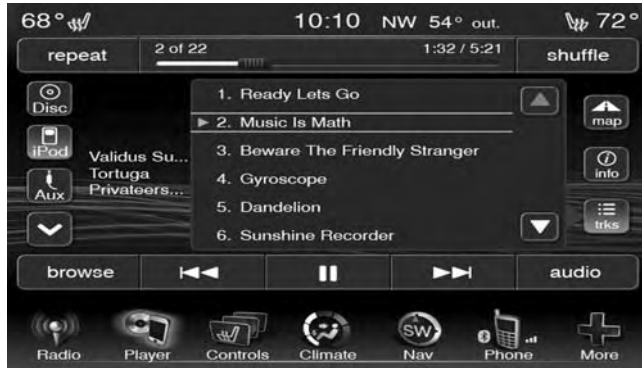 68° 10:10 NW 54° out. 72°
repeat 2 of 22 1:32 / 5:21 shuffle
Disc
iPod
Aux
Validus Su...
Tortuga
Privateers...
1. Ready Lets Go
2. Music Is Math
3. Beware The Friendly Stranger
4. Gyroscope
5. Dandelion
6. Sunshine Recorder
map
info
trks
browse audio
SW
Radio Player Controls Climate Nav Phone More